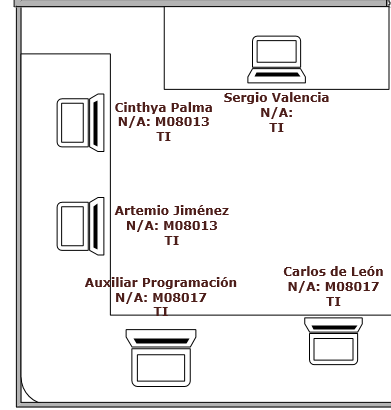 Sergio Valencia
N/A:
TI
Cinthya Palma
N/A: M08013
TI
Artemio Jiménez
N/A: M08013
TI
Auxiliar Programación
N/A: M08017
TI
Carlos de León
N/A: M08017
TI